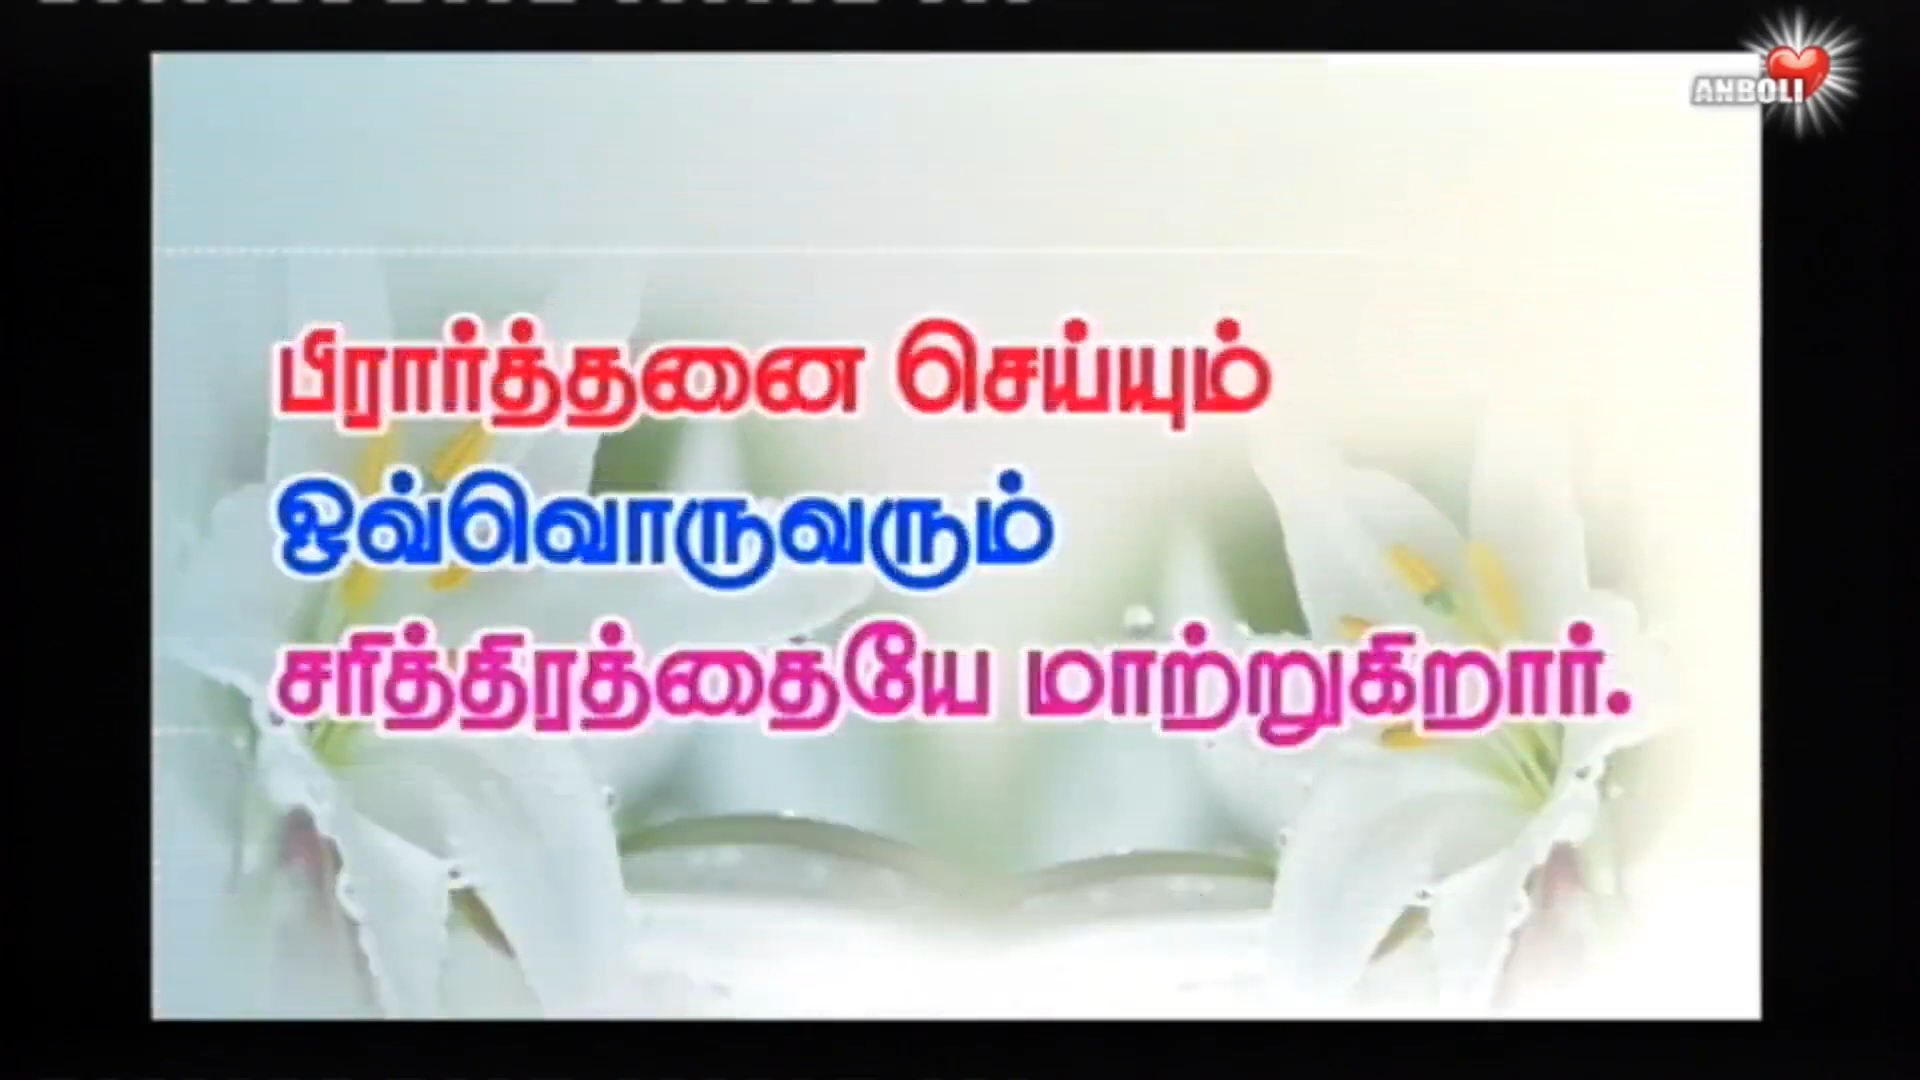 ANBOLI
பிரார்த்தனை செய்யும்
ஒவ்வொருவரும்
சரித்திரத்தையே மாற்றுகிறார்.